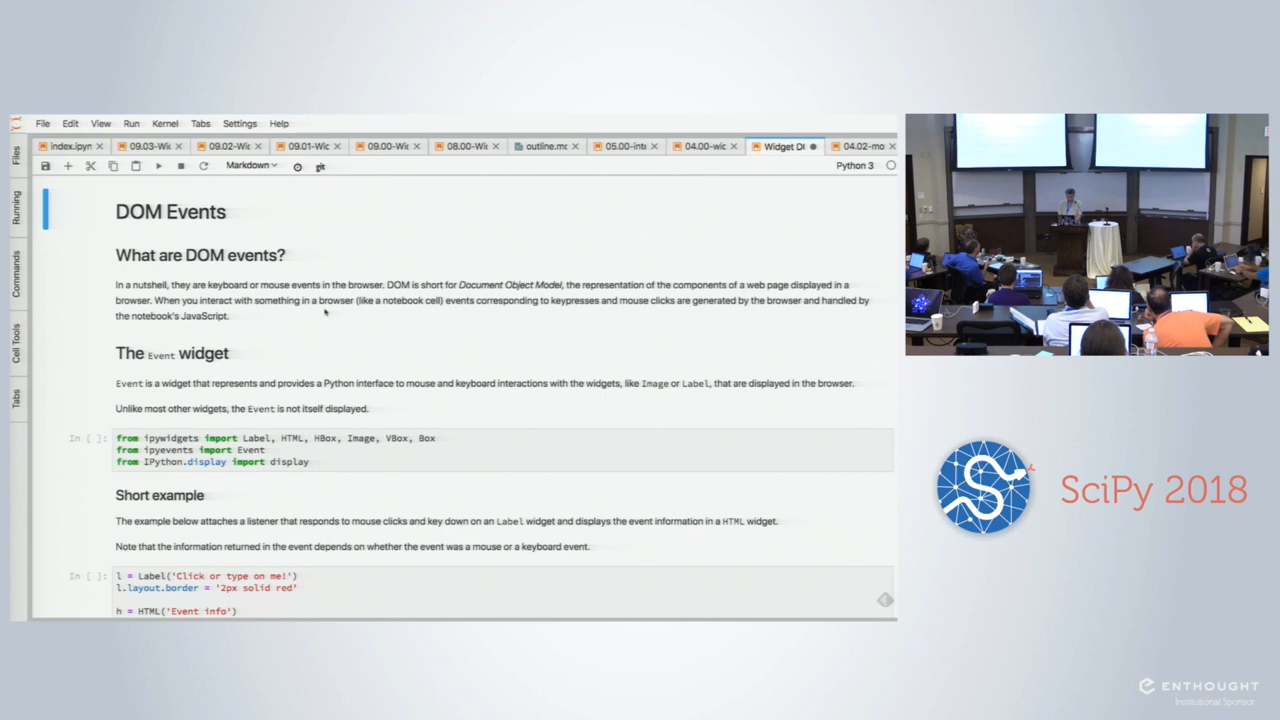 File Edit View Run Kernel Tabs Settings Help
index.ipyn 09.03-Wic 09.02-Wic 09.01-Wic 09.00-Wic 08.00-Wic outline.mc 05.00-inte 04.00-wic Widget D( 04.02-mo
Markdown Python 3
Files
Running
Commands
Cell Tools
Tabs
DOM Events
What are DOM events?
In a nutshell, they are keyboard or mouse events in the browser. DOM is short for Document Object Model, the representation of the components of a web page displayed in a
browser. When you interact with something in a browser (like a notebook cell) events corresponding to keypresses and mouse clicks are generated by the browser and handled by
the notebook's JavaScript.
The Event widget
Event is a widget that represents and provides a Python interface to mouse and keyboard interactions with the widgets, like Image or Label, that are displayed in the browser.
Unlike most other widgets, the Event is not itself displayed.
In [ ]: from ipywidgets import Label, HTML, HBox, Image, VBox, Box
from ipyevents import Event
from IPython.display import display
Short example
The example below attaches a listener that responds to mouse clicks and key down on an Label widget and displays the event information in a HTML widget.
Note that the information returned in the event depends on whether the event was a mouse or a keyboard event.
In [ ]: l = Label('Click or type on me!')
l.layout.border = '2px solid red'
h = HTML('Event info')
SciPy 2018
ENTHOUGHT
Institutional Sponsor